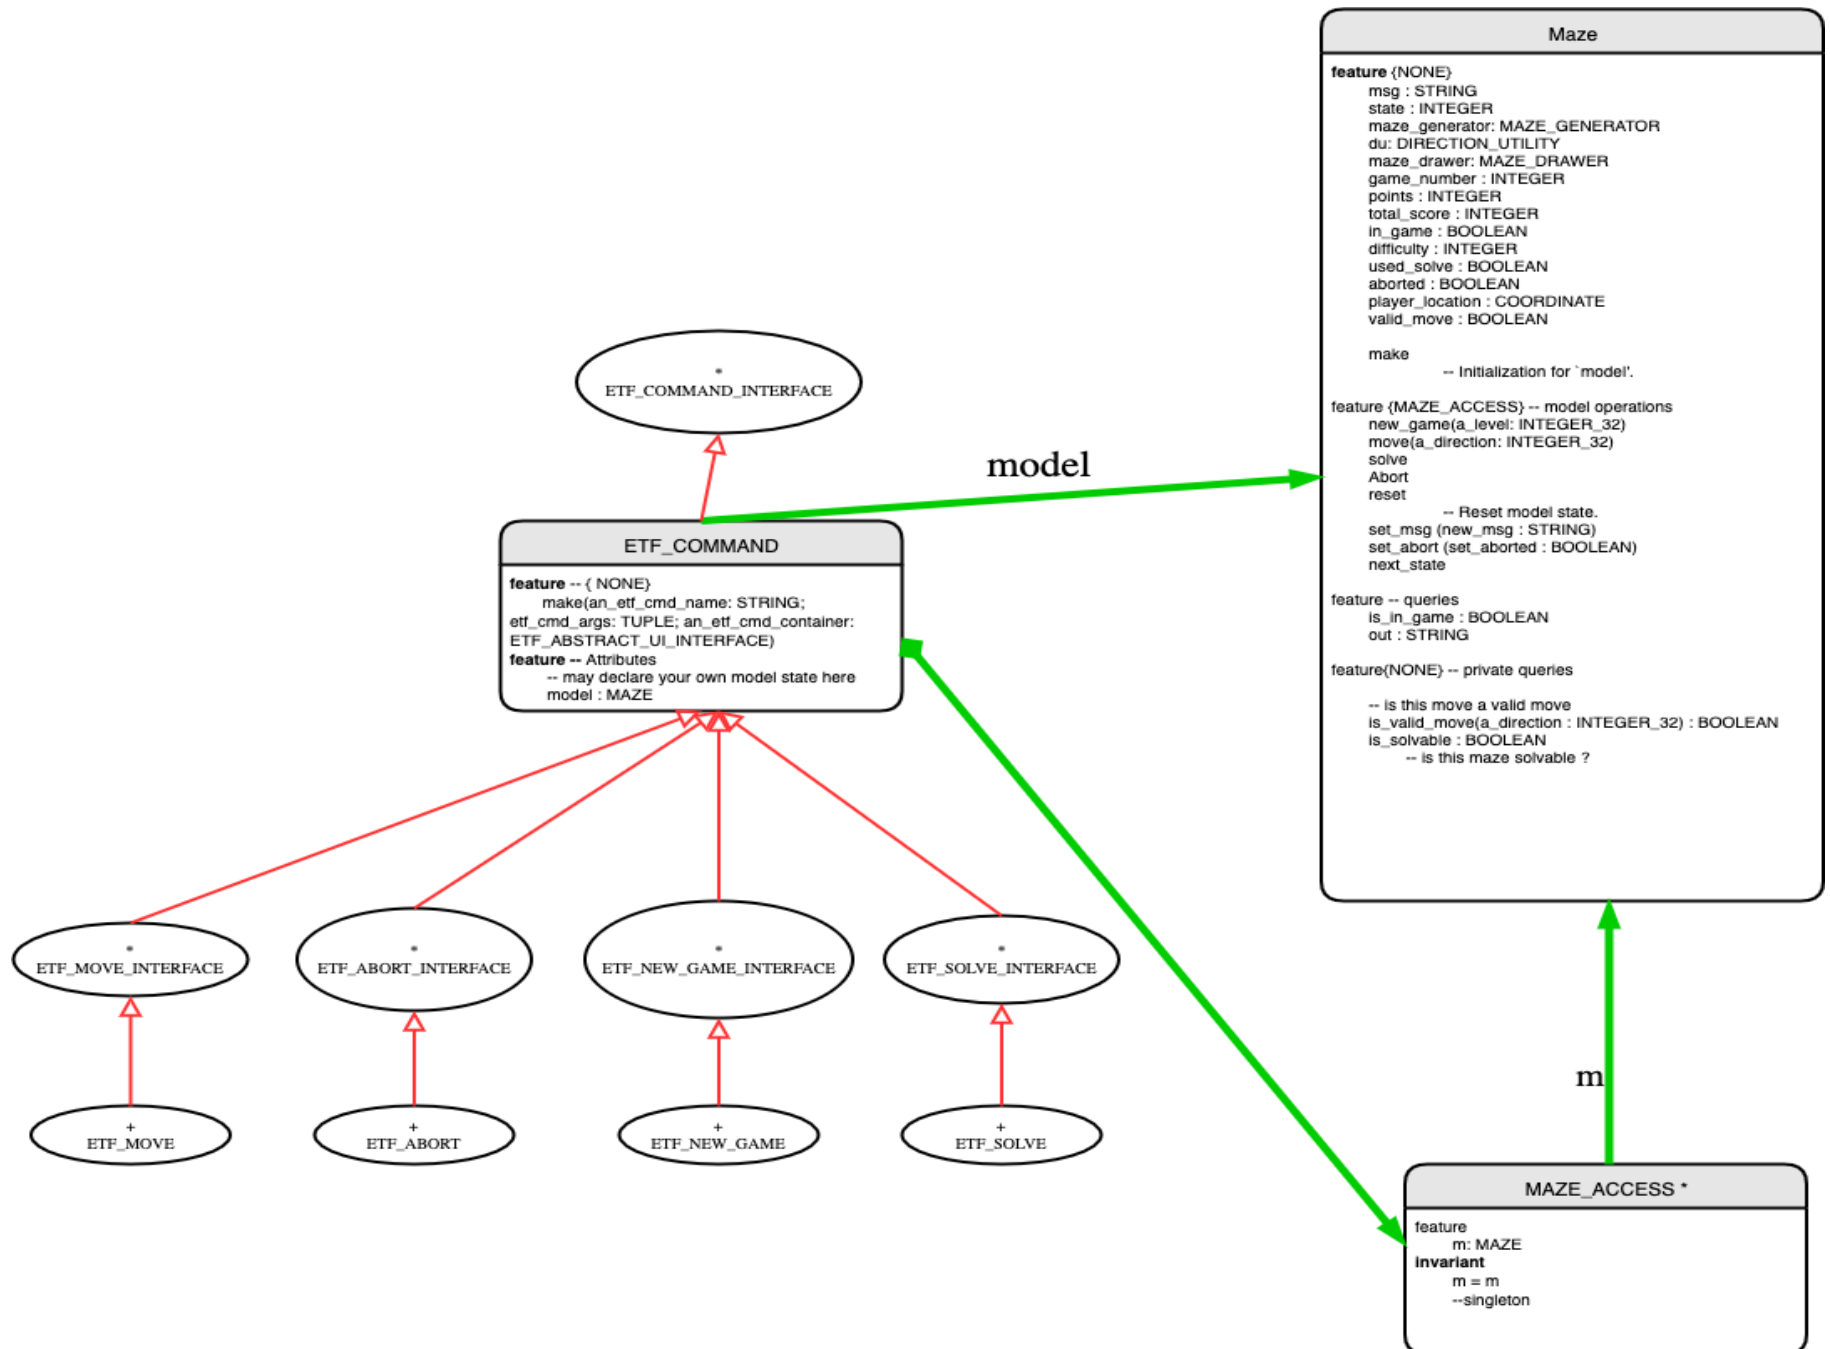 Maze
feature {NONE}
msg : STRING
state : INTEGER
maze_generator: MAZE_GENERATOR
du: DIRECTION_UTILITY
maze_drawer: MAZE_DRAWER
game_number : INTEGER
points : INTEGER
total_score : INTEGER
in_game : BOOLEAN
difficulty : INTEGER
used_solve : BOOLEAN
aborted : BOOLEAN
player_location : COORDINATE
valid_move : BOOLEAN
make
-- Initialization for `model'.
feature {MAZE_ACCESS} -- model operations
new_game(a_level: INTEGER_32)
move(a_direction: INTEGER_32)
solve
Abort
reset
-- Reset model state.
set_msg (new_msg : STRING)
set_abort (set_aborted : BOOLEAN)
next_state
feature -- queries
is_in_game : BOOLEAN
out : STRING
feature{NONE} -- private queries
-- is this move a valid move
is_valid_move(a_direction : INTEGER_32) : BOOLEAN
is_solvable : BOOLEAN
-- is this maze solvable ?
*
ETF_COMMAND_INTERFACE
model
ETF_COMMAND
feature -- { NONE}
make(an_etf_cmd_name: STRING;
etf_cmd_args: TUPLE; an_etf_cmd_container:
ETF_ABSTRACT_UI_INTERFACE)
feature -- Attributes
-- may declare your own model state here
model : MAZE
*
ETF_MOVE_INTERFACE
*
ETF_ABORT_INTERFACE
*
ETF_NEW_GAME_INTERFACE
*
ETF_SOLVE_INTERFACE
+
ETF_MOVE
+
ETF_ABORT
+
ETF_NEW_GAME
+
ETF_SOLVE
m
MAZE_ACCESS *
feature
m: MAZE
invariant
m = m
--singleton